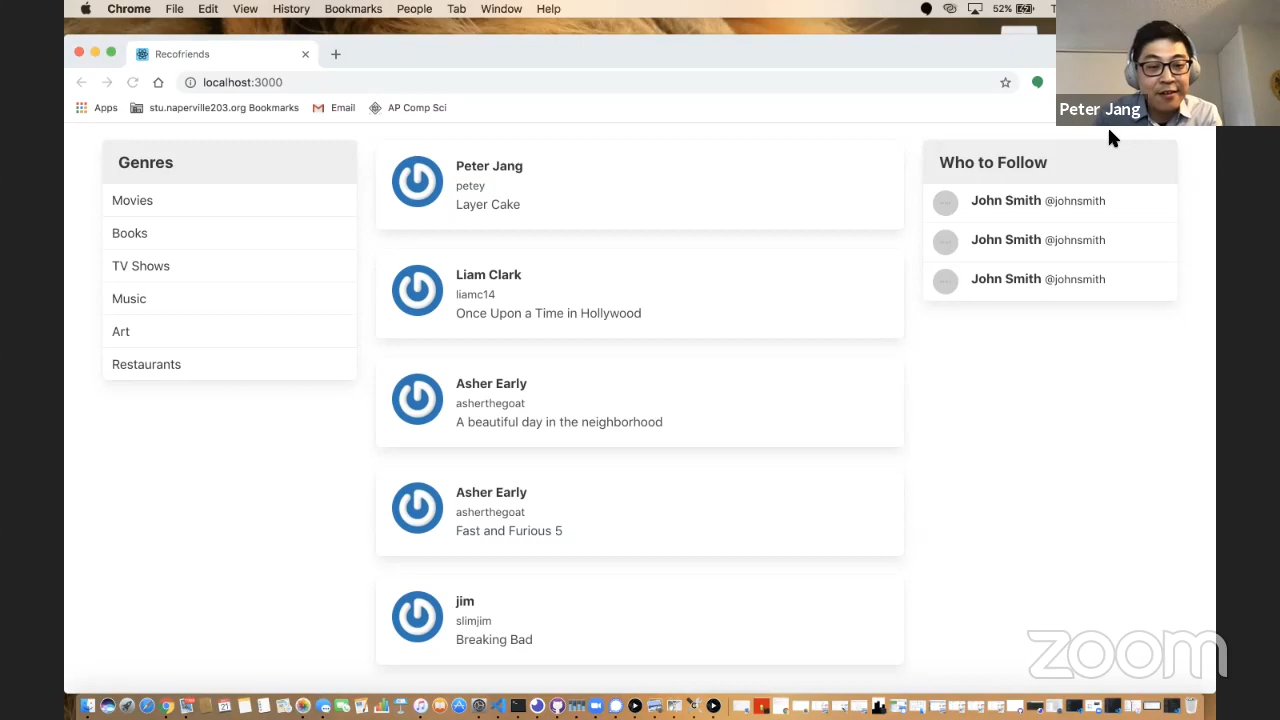 Chrome File Edit View History Bookmarks People Tab Window Help
52%
Recofriends
localhost:3000
Apps stu.naperville203.org Bookmarks Email AP Comp Sci
Peter Jang
Genres
Movies
Books
TV Shows
Music
Art
Restaurants
Peter Jang
petey
Layer Cake
Liam Clark
liamc14
Once Upon a Time in Hollywood
Asher Early
asherthegoat
A beautiful day in the neighborhood
Asher Early
asherthegoat
Fast and Furious 5
jim
slimjim
Breaking Bad
Who to Follow
John Smith @johnsmith
John Smith @johnsmith
John Smith @johnsmith
zoom